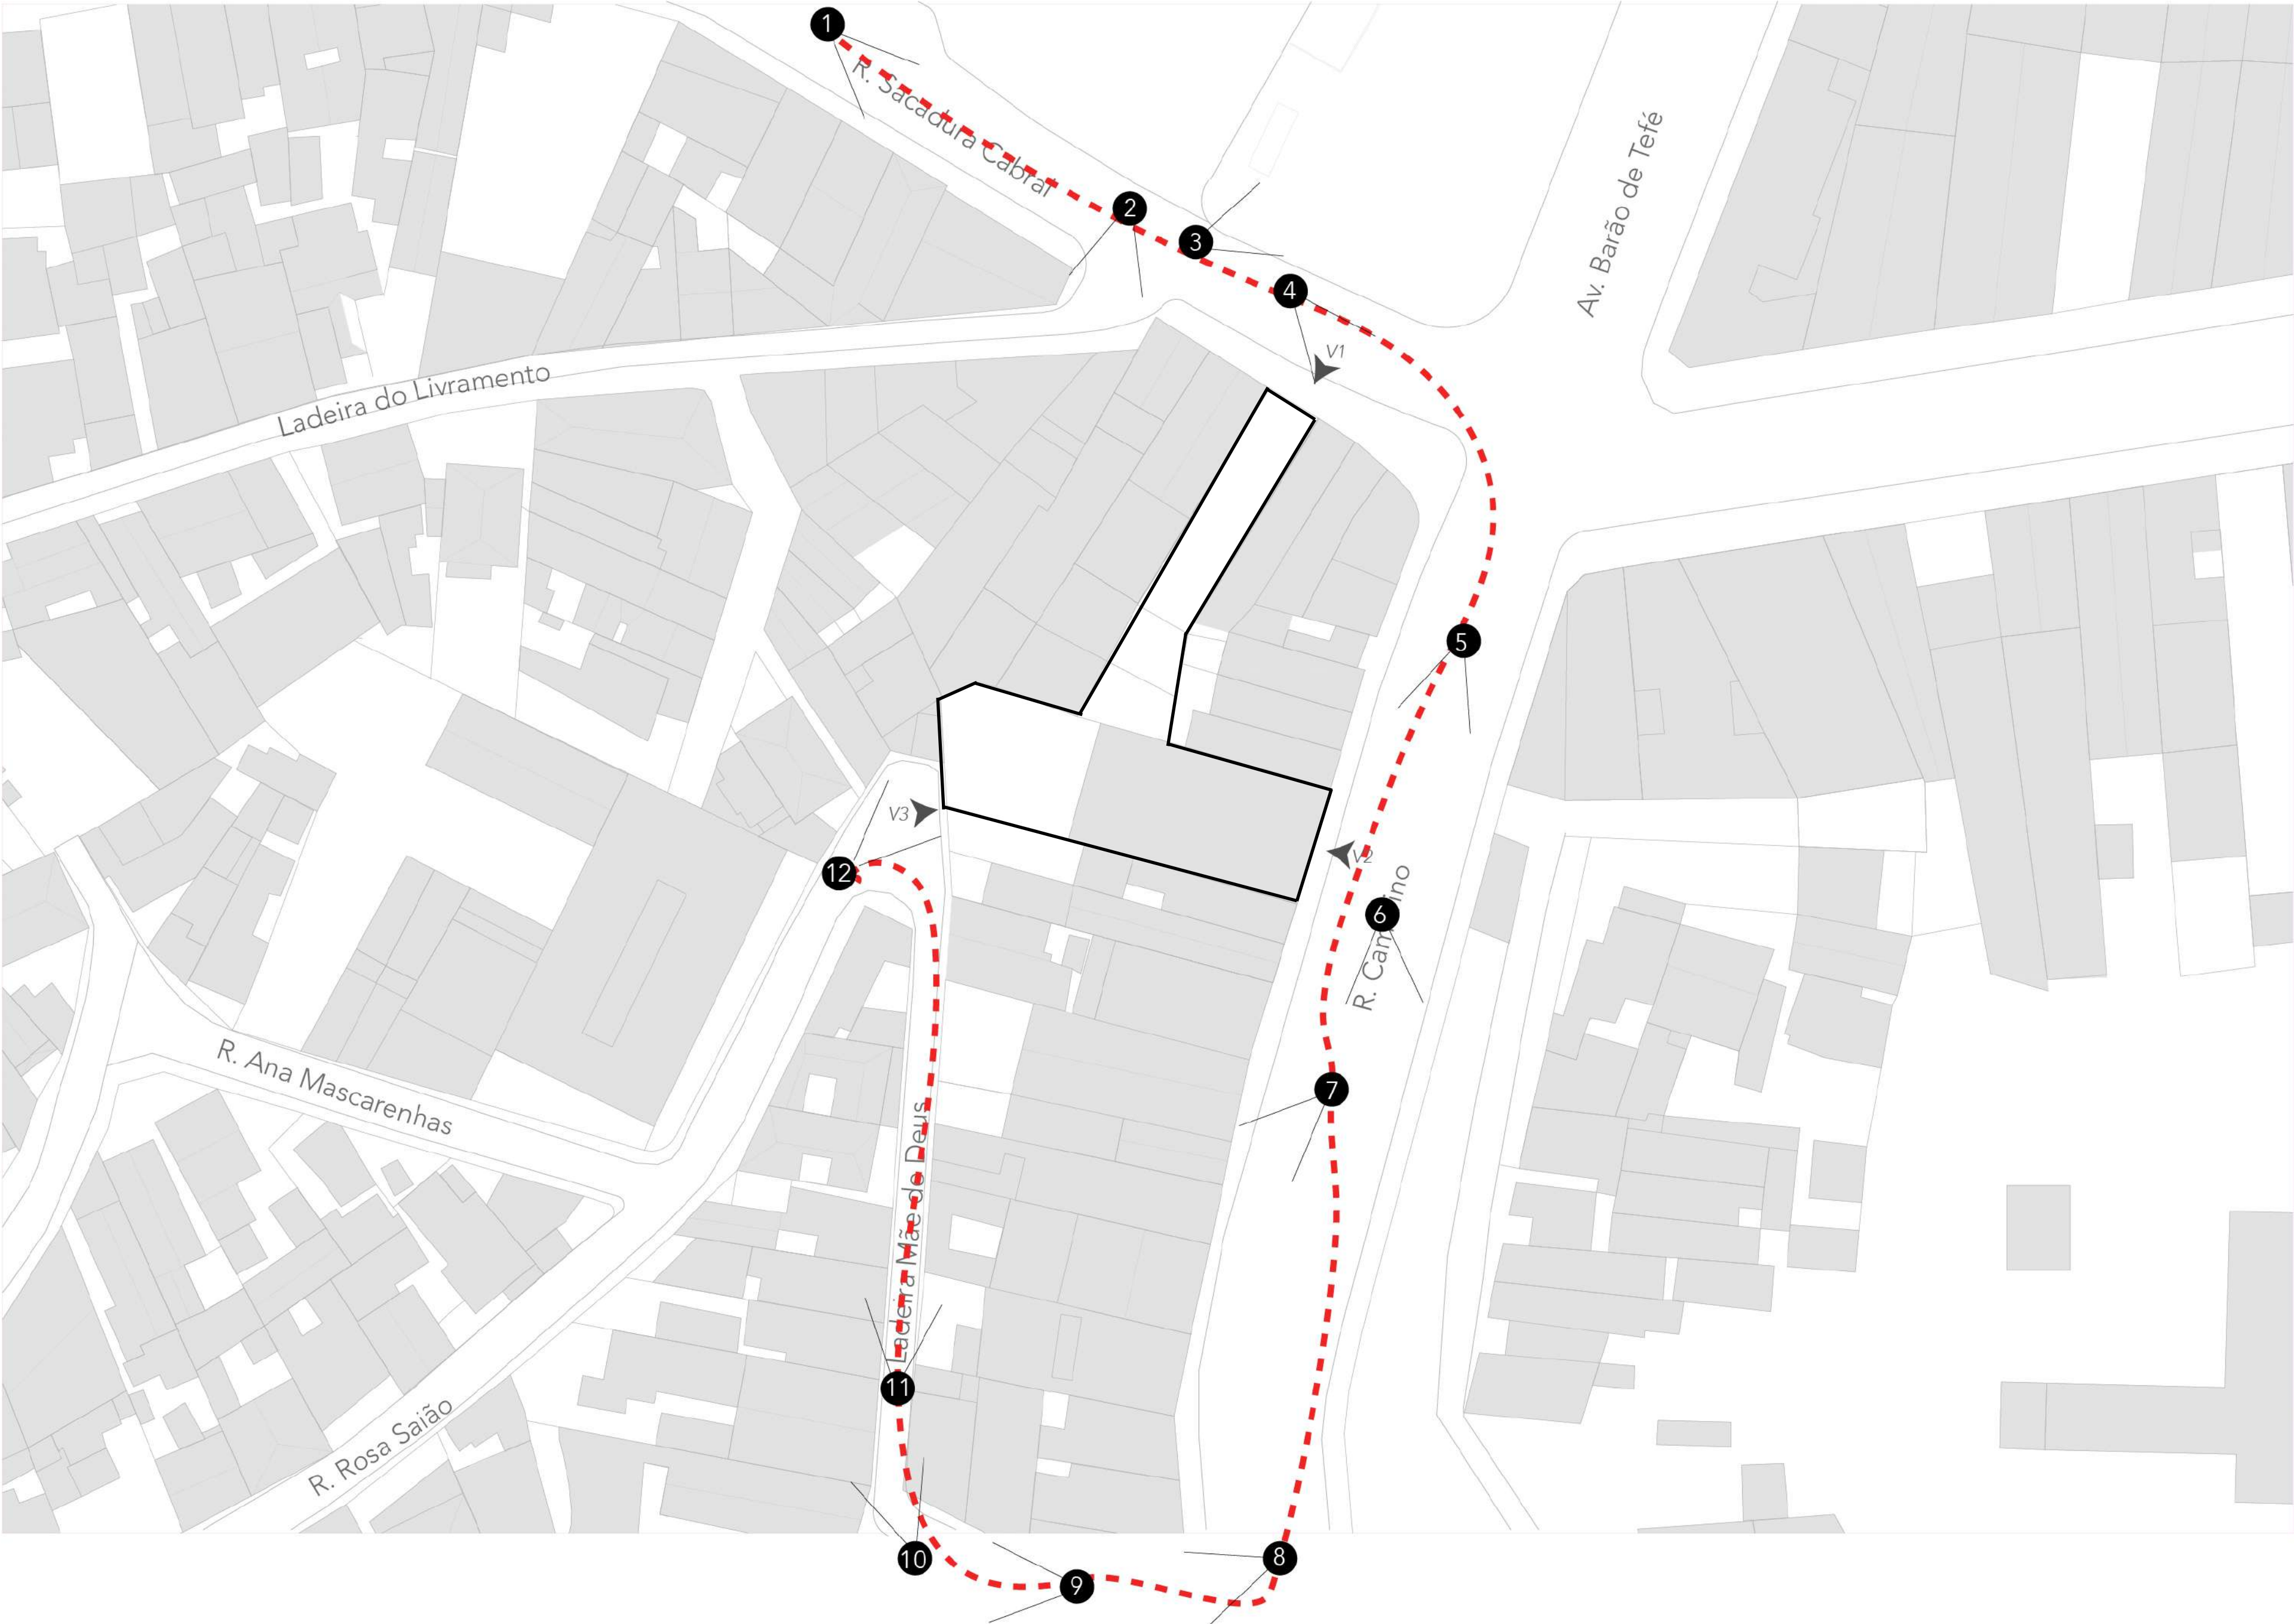 1
R. Sacadura Cabral
2
3
4
V1
Av. Barão de Tefé
Ladeira do Livramento
5
V3
V2
12
6
R. Camerino
7
R. Ana Mascarenhas
Ladeira Mãe de Deus
11
R. Rosa Saião
10
9
8